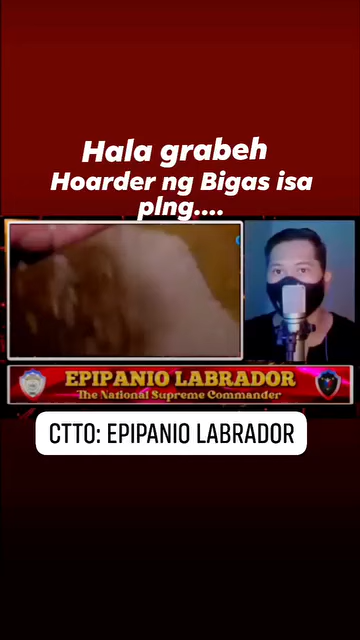 Hala grabeh
Hoarder ng Bigas isa
plng....
EPIPANIO LABRADOR
The National Supreme Commander
CTTO: EPIPANIO LABRADOR